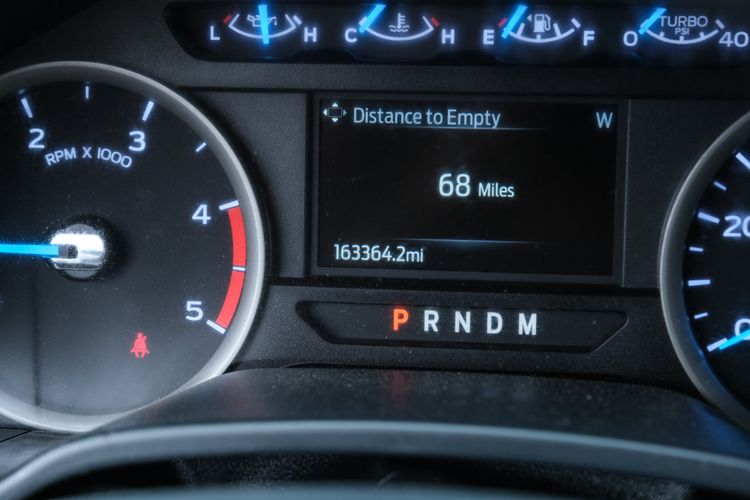 L H C H E F 0 TURBO PSI 40
Distance to Empty W
68 Miles
163364.2mi
P R N D M
2 3 4 5
RPM X 1000
20
0